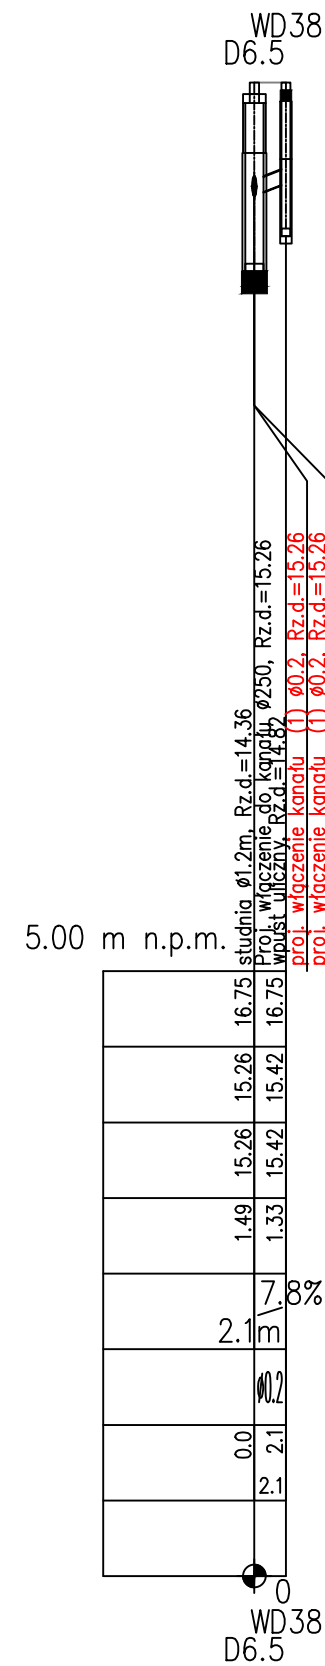 WD38
D6.5
studnia ø1.2m, Rz.d.=14.36
Proj. włączenie do kanału ø250, Rz.d.=15.26
wpust uliczny, Rz.d.=14.82
proj. włączenie kanału (1) ø0.2, Rz.d.=15.26
proj. włączenie kanału (1) ø0.2, Rz.d.=15.26
5.00 m n.p.m.
16.75 16.75
15.26 15.42
15.26 15.42
1.49 1.33
7.8%
2.1m
ø0.2
0.0 2.1
2.1
0
WD38
D6.5